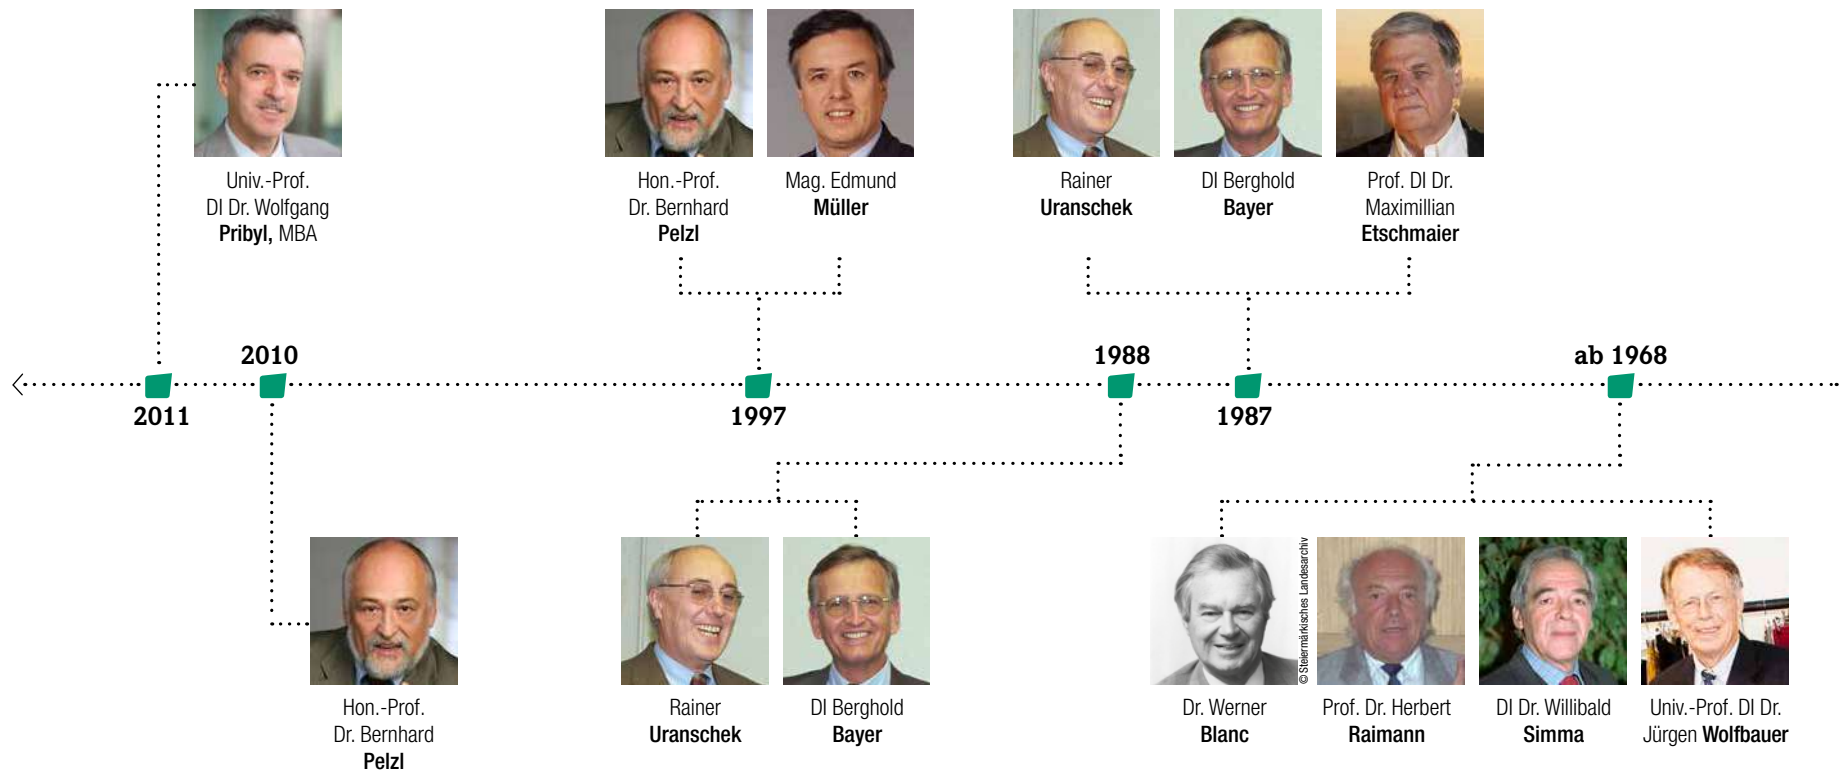 Univ.-Prof.
DI Dr. Wolfgang
Pribyl, MBA
Hon.-Prof.
Dr. Bernhard
Pelzl
Mag. Edmund
Müller
Rainer
Uranschek
DI Berghold
Bayer
Prof. DI Dr.
Maximillian
Etschmaier
2011
2010
1997
1988
1987
ab 1968
Hon.-Prof.
Dr. Bernhard
Pelzl
Rainer
Uranschek
DI Berghold
Bayer
© Steiermärkisches Landesarchiv
Dr. Werner
Blanc
Prof. Dr. Herbert
Raimann
DI Dr. Willibald
Simma
Univ.-Prof. DI Dr.
Jürgen Wolfbauer